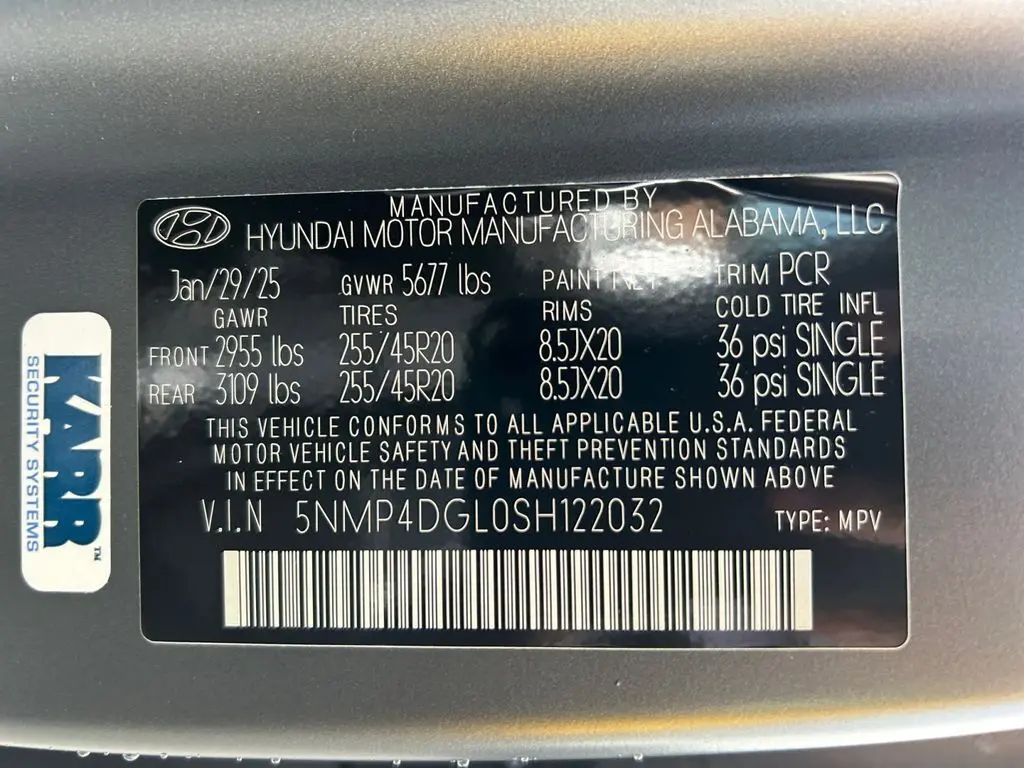 MANUFACTURED BY
HYUNDAI MOTOR MANUFACTURING ALABAMA, LLC
Jan/29/25 GVWR 5677 lbs PAINT TRIM PCR
GAWR TIRES RIMS COLD TIRE INFL
FRONT 2955 lbs 255/45R20 8.5JX20 36 psi SINGLE
REAR 3109 lbs 255/45R20 8.5JX20 36 psi SINGLE
THIS VEHICLE CONFORMS TO ALL APPLICABLE U.S.A. FEDERAL
MOTOR VEHICLE SAFETY AND THEFT PREVENTION STANDARDS
IN EFFECT ON THE DATE OF MANUFACTURE SHOWN ABOVE
V.I.N 5NMP4DGL0SH122032 TYPE: MPV
KARR™
SECURITY SYSTEMS